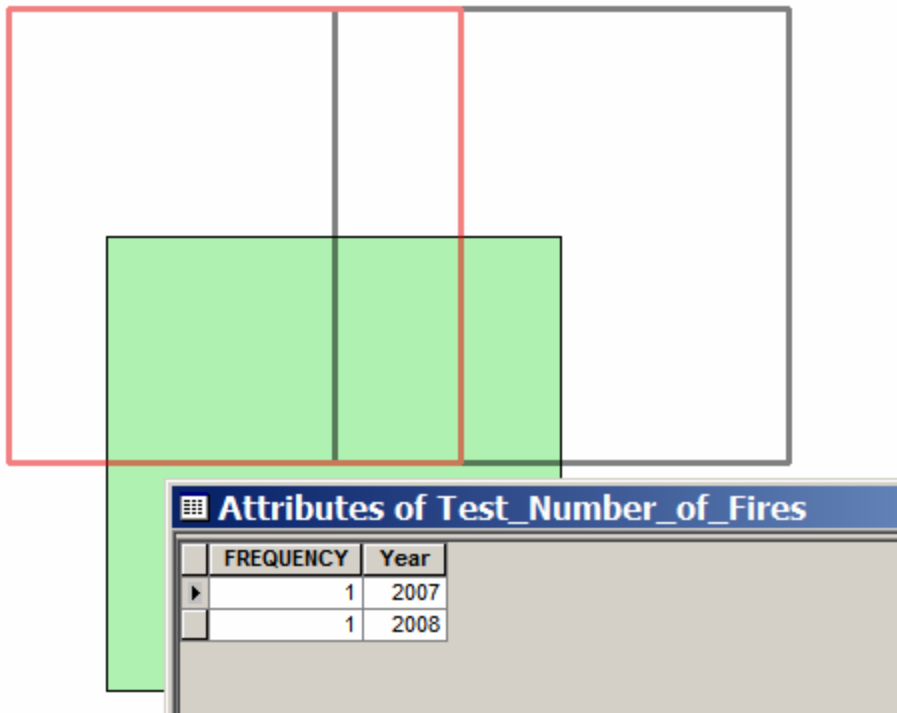 Attributes of Test_Number_of_Fires
FREQUENCY Year
1 2007
1 2008